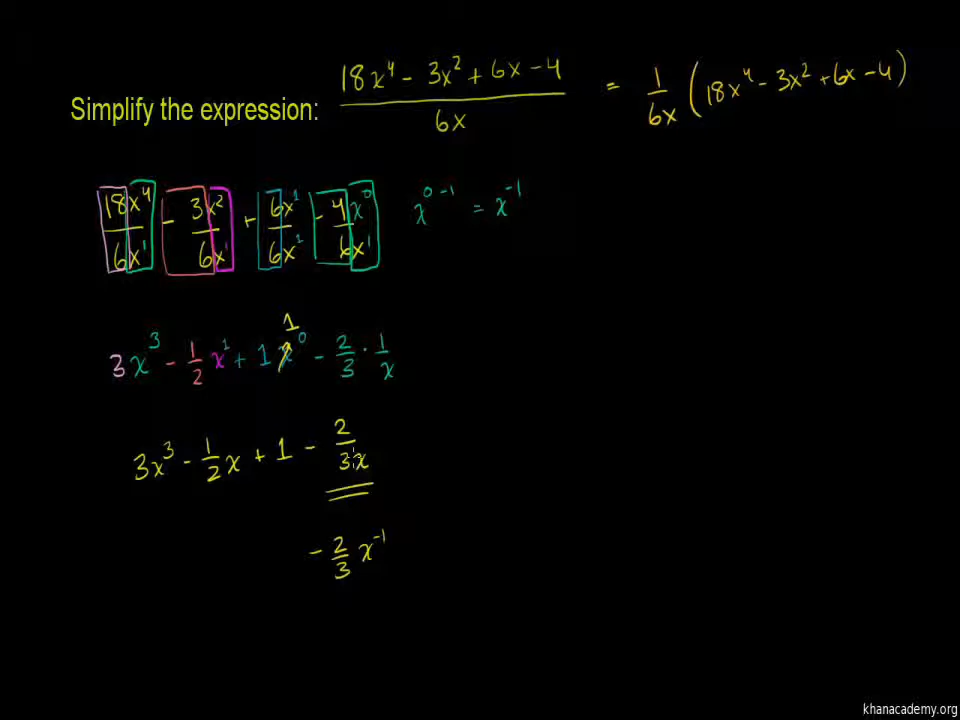 Simplify the expression: (18x⁴ - 3x² + 6x - 4)/(6x) = 1/(6x) (18x⁴ - 3x² + 6x - 4)
18x⁴/6x¹ - 3x²/6x¹ + 6x¹/6x¹ - 4x⁰/6x¹ x⁰⁻¹ = x⁻¹
1
3x³ - 1/2 x¹ + 1x⁰ - 2/3 · 1/x
3x³ - 1/2 x + 1 - 2/3x
- 2/3 x⁻¹
khanacademy.org